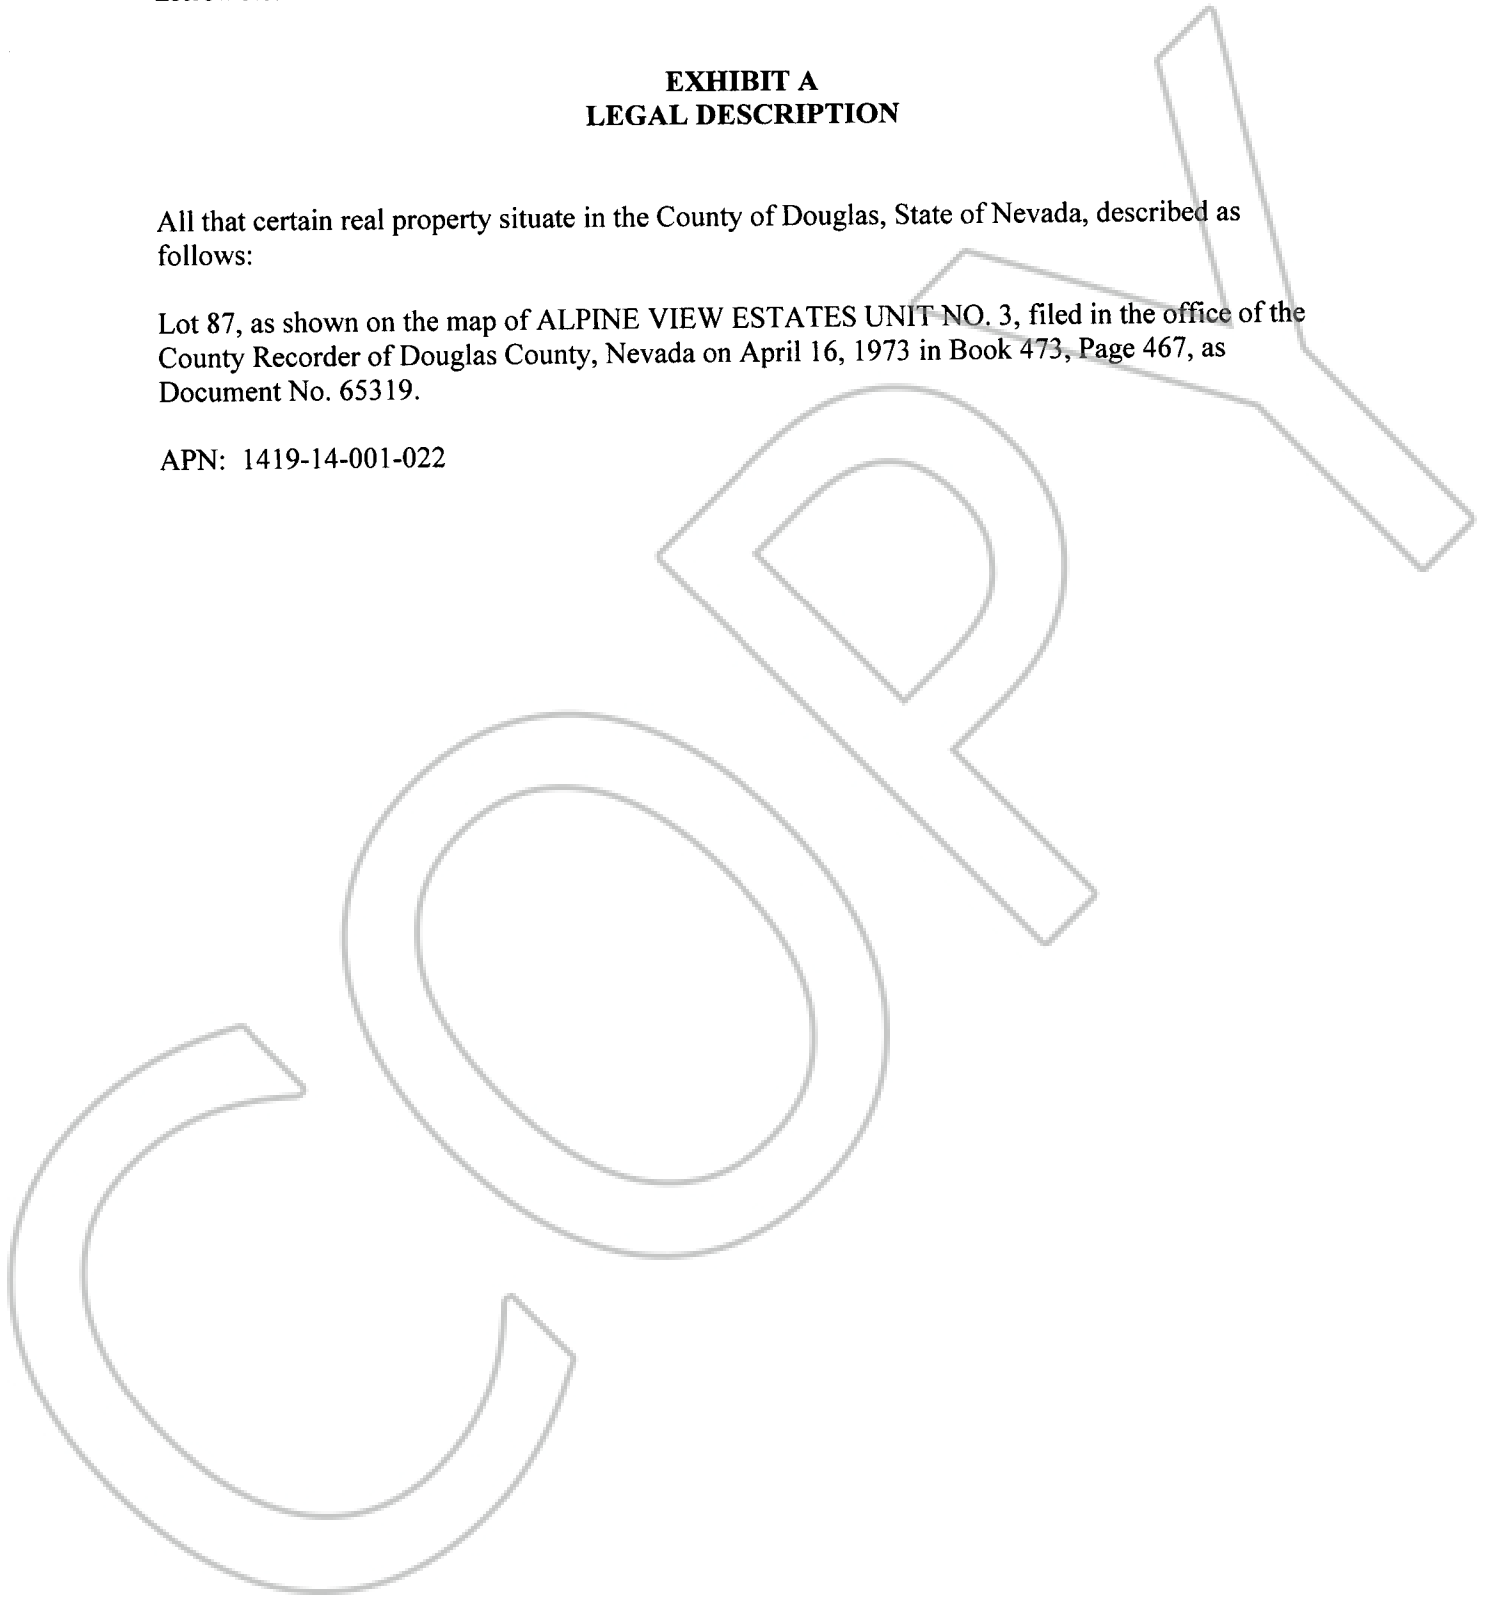 EXHIBIT A
LEGAL DESCRIPTION
All that certain real property situate in the County of Douglas, State of Nevada, described as
follows:
Lot 87, as shown on the map of ALPINE VIEW ESTATES UNIT NO. 3, filed in the office of the
County Recorder of Douglas County, Nevada on April 16, 1973 in Book 473, Page 467, as
Document No. 65319.
APN: 1419-14-001-022
COPY